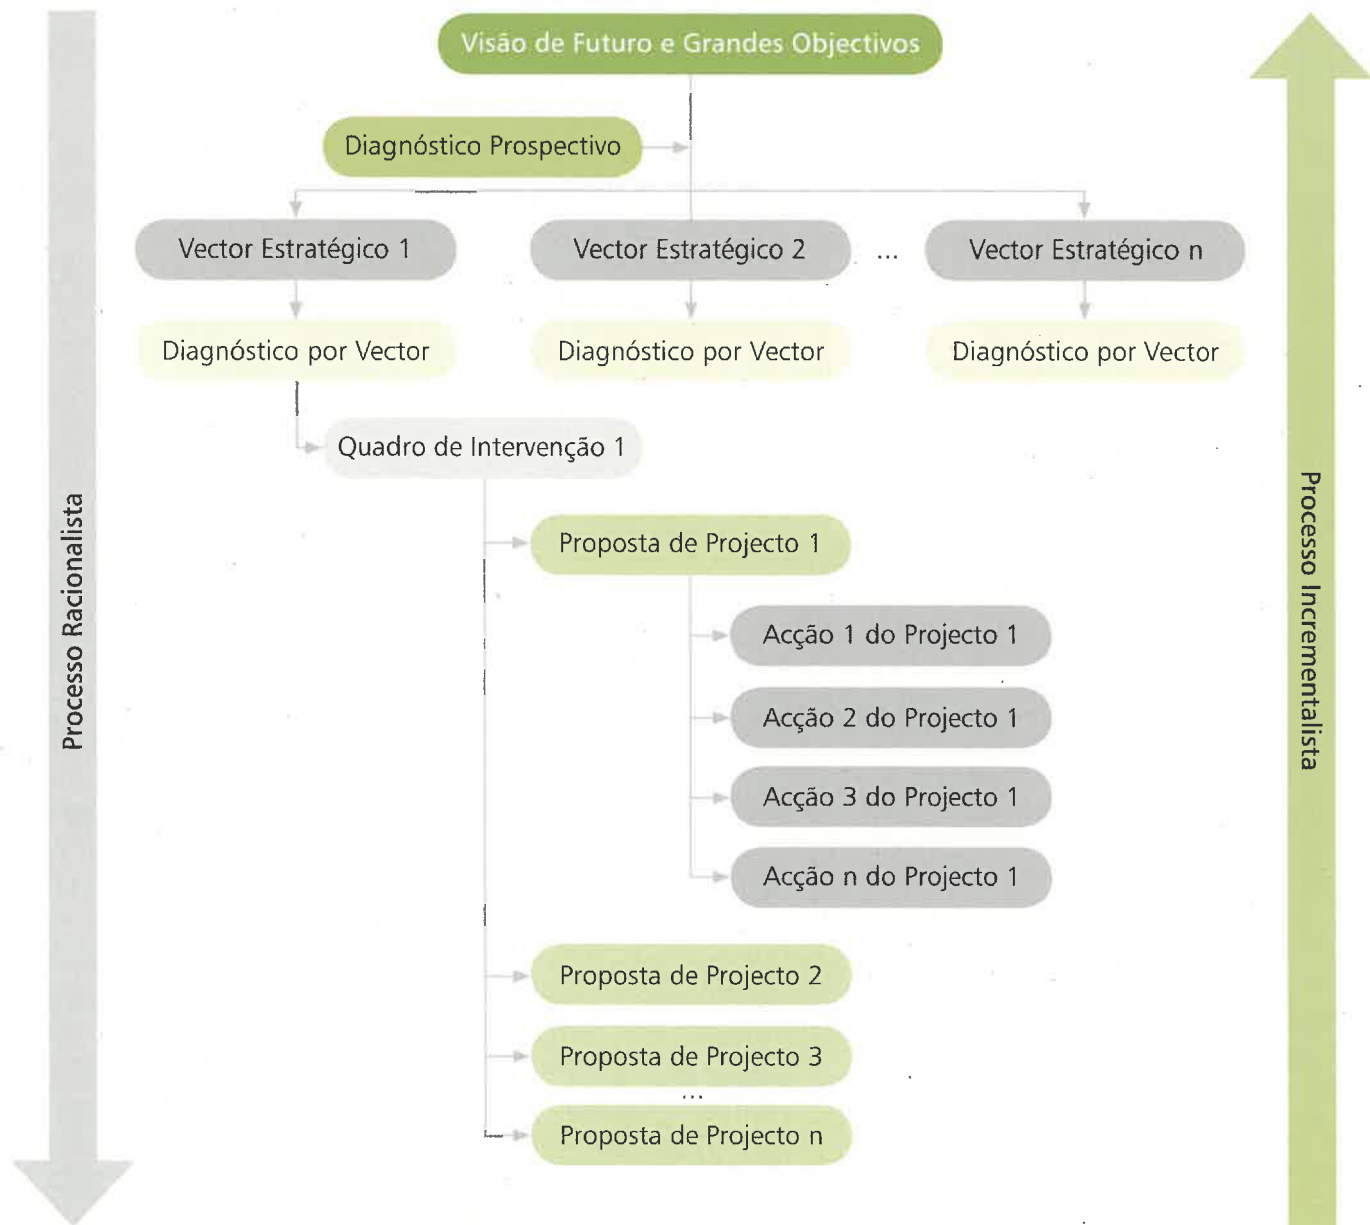 Visão de Futuro e Grandes Objectivos
Diagnóstico Prospectivo
Vector Estratégico 1
Vector Estratégico 2
...
Vector Estratégico n
Diagnóstico por Vector
Diagnóstico por Vector
Diagnóstico por Vector
Quadro de Intervenção 1
Proposta de Projecto 1
Acção 1 do Projecto 1
Acção 2 do Projecto 1
Acção 3 do Projecto 1
Acção n do Projecto 1
Proposta de Projecto 2
Proposta de Projecto 3
...
Proposta de Projecto n
Processo Racionalista
Processo Incrementalista